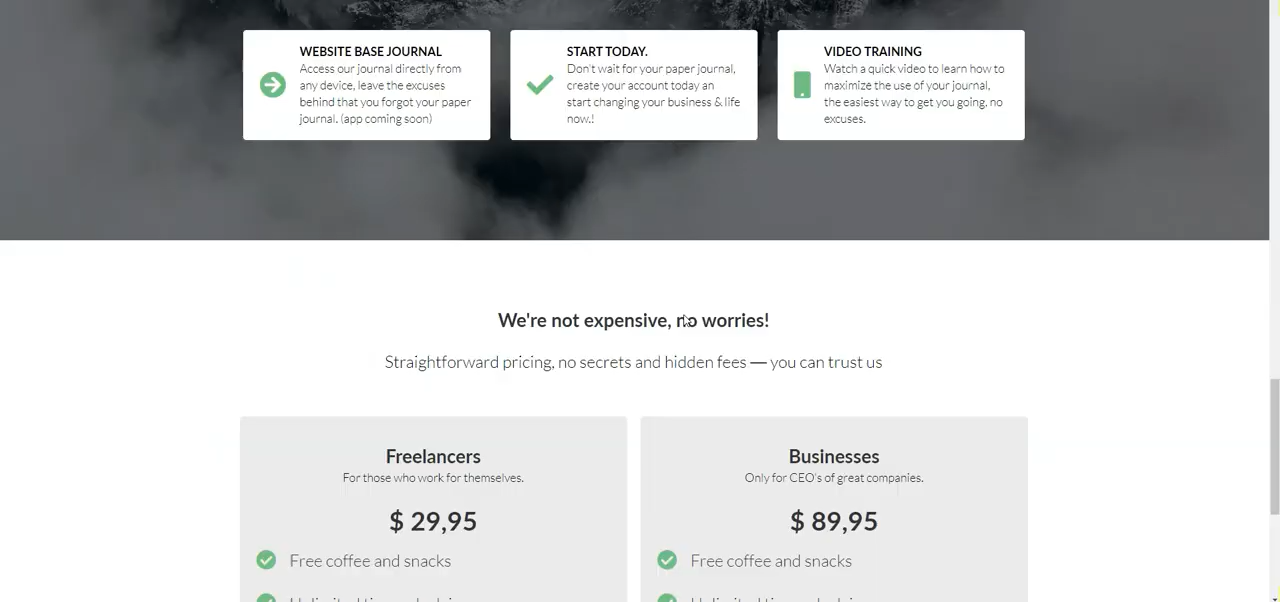 WEBSITE BASE JOURNAL
Access our journal directly from
any device, leave the excuses
behind that you forgot your paper
journal. (app coming soon)
START TODAY.
Don't wait for your paper journal,
create your account today an
start changing your business & life
now.!
VIDEO TRAINING
Watch a quick video to learn how to
maximize the use of your journal,
the easiest way to get you going, no
excuses.
We're not expensive, no worries!
Straightforward pricing, no secrets and hidden fees — you can trust us
Freelancers
For those who work for themselves.
$ 29,95
Free coffee and snacks
Businesses
Only for CEO's of great companies.
$ 89,95
Free coffee and snacks